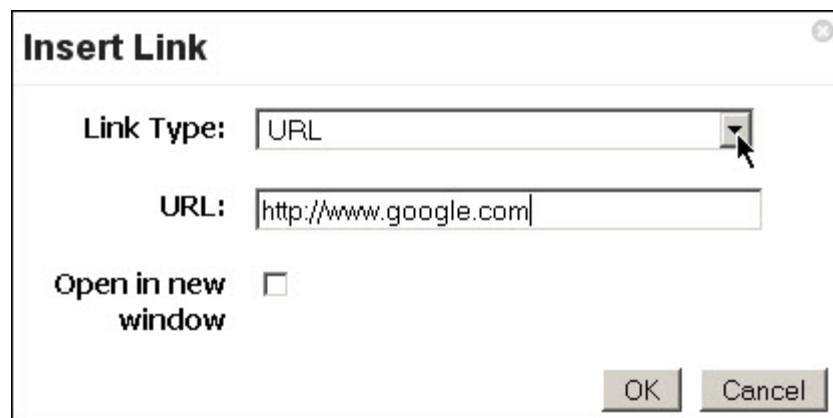 Insert Link
Link Type: URL
URL: http://www.google.com
Open in new
window
OK Cancel